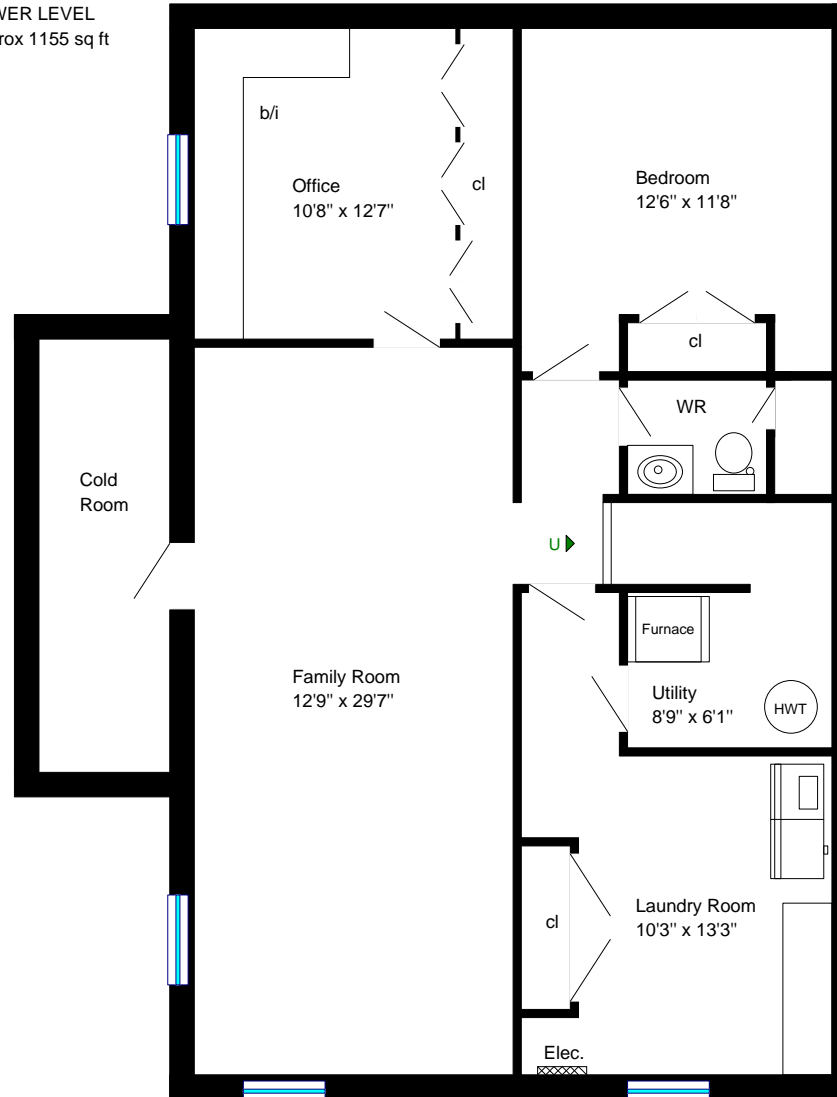 WER LEVEL
rox 1155 sq ft
b/i
Office
10'8" x 12'7"
cl
Bedroom
12'6" x 11'8"
cl
WR
Cold
Room
U
Furnace
Family Room
12'9" x 29'7"
Utility
8'9" x 6'1"
HWT
cl
Laundry Room
10'3" x 13'3"
Elec.